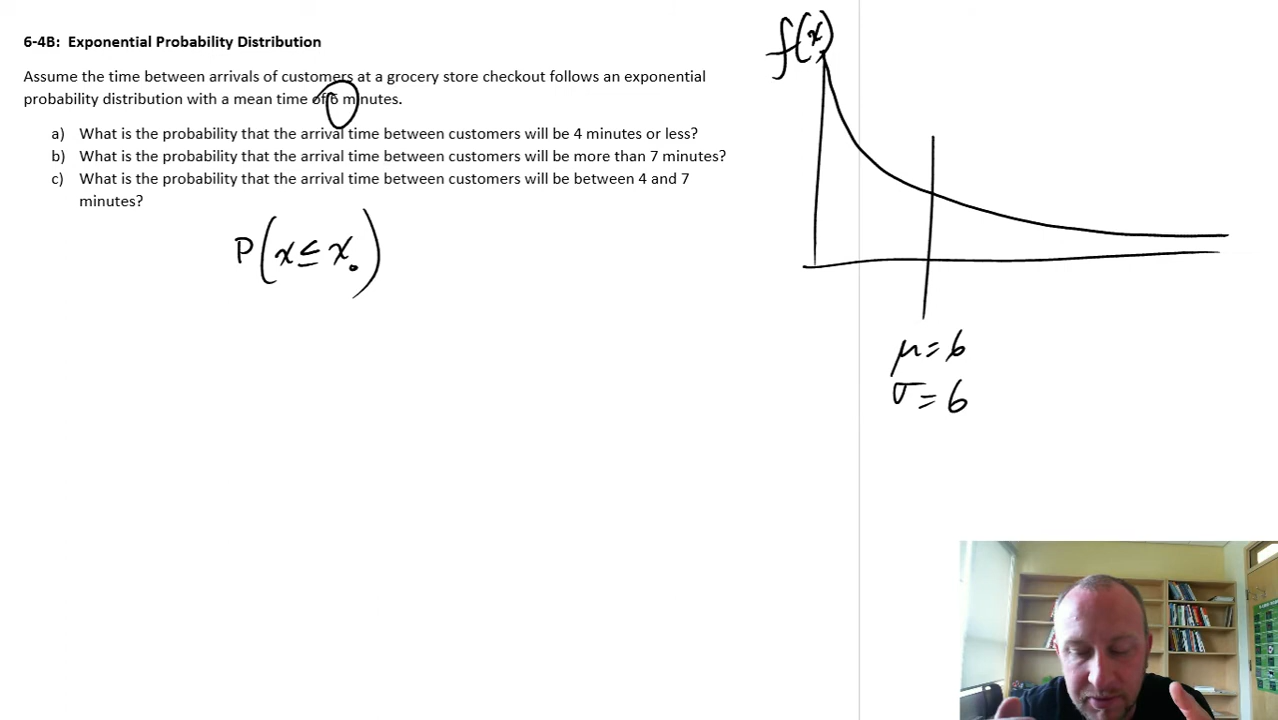 6-4B: Exponential Probability Distribution
Assume the time between arrivals of customers at a grocery store checkout follows an exponential
probability distribution with a mean time of 6 minutes.
a) What is the probability that the arrival time between customers will be 4 minutes or less?
b) What is the probability that the arrival time between customers will be more than 7 minutes?
c) What is the probability that the arrival time between customers will be between 4 and 7
minutes?
P(x ≤ x₀)
f(x)
μ = 6
σ = 6